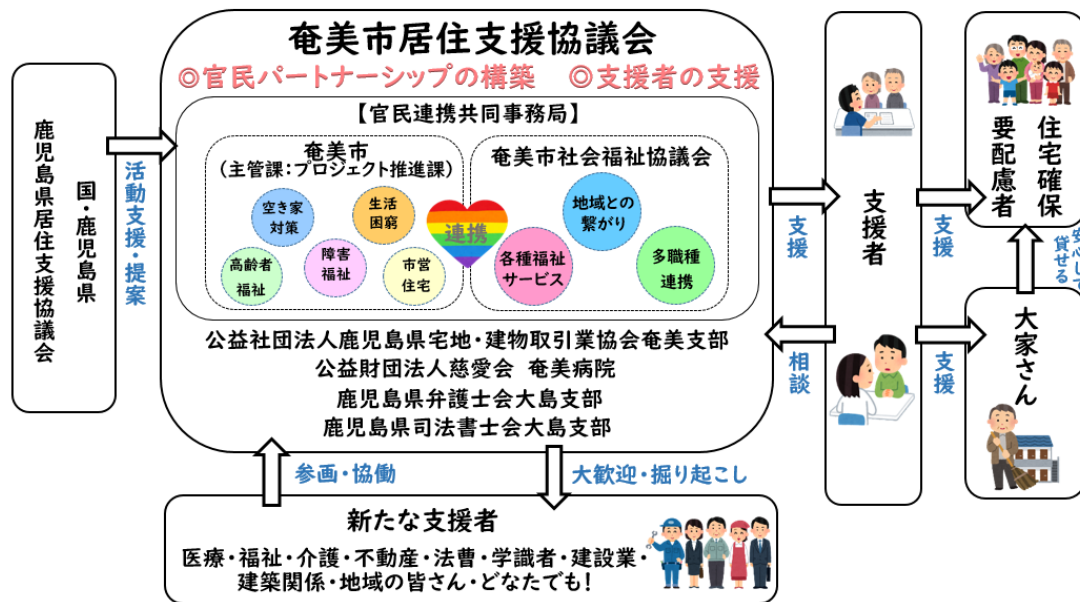 奄美市居住支援協議会
◎官民パートナーシップの構築　◎支援者の支援
【官民連携共同事務局】
奄美市
(主管課：プロジェクト推進課)
空き家
対策
生活
困窮
高齢者
福祉
障害
福祉
市営
住宅
連携
奄美市社会福祉協議会
地域との
繋がり
各種福祉
サービス
多職種
連携
公益社団法人鹿児島県宅地・建物取引業協会奄美支部
公益財団法人慈愛会　奄美病院
鹿児島県弁護士会大島支部
鹿児島県司法書士会大島支部
国・鹿児島県
鹿児島県居住支援協議会
活動支援・提案
支援
相談
支援者
支援
支援
住宅確保
要配慮者
安心して
貸せる
大家さん
参画・協働
大歓迎・掘り起こし
新たな支援者
医療・福祉・介護・不動産・法曹・学識者・建設業・
建築関係・地域の皆さん・どなたでも！